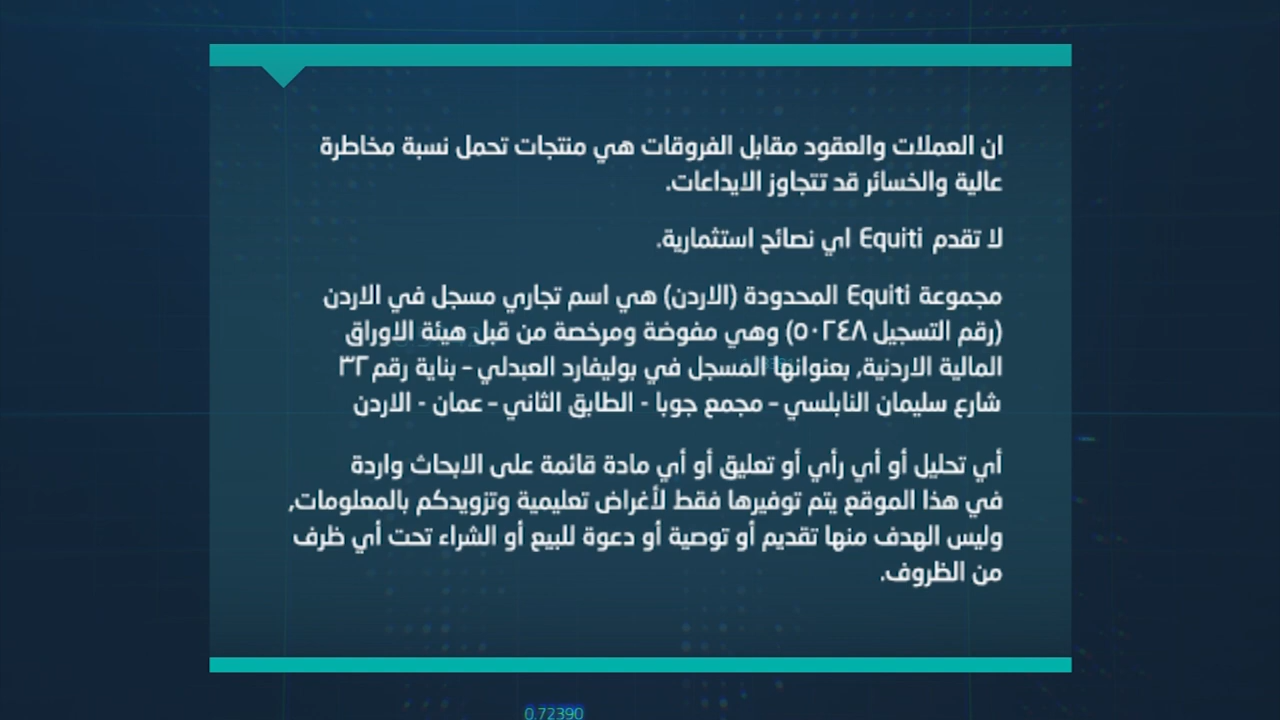 ان العملات والعقود مقابل الفروقات هي منتجات تحمل نسبة مخاطرة
عالية والخسائر قد تتجاوز الايداعات.
لا تقدم Equiti اي نصائح استثمارية.
مجموعة Equiti المحدودة (الاردن) هي اسم تجاري مسجل في الاردن
(رقم التسجيل ٥٠٢٤٨) وهي مفوضة ومرخصة من قبل هيئة الاوراق
المالية الاردنية, بعنوانها المسجل في بوليفارد العبدلي – بناية رقم ٣٢
شارع سليمان النابلسي – مجمع جوبا - الطابق الثاني – عمان - الاردن
أي تحليل أو أي رأي أو تعليق أو أي مادة قائمة على الابحاث واردة
في هذا الموقع يتم توفيرها فقط لأغراض تعليمية وتزويدكم بالمعلومات,
وليس الهدف منها تقديم أو توصية أو دعوة للبيع أو الشراء تحت أي ظرف
من الظروف.
0.72390